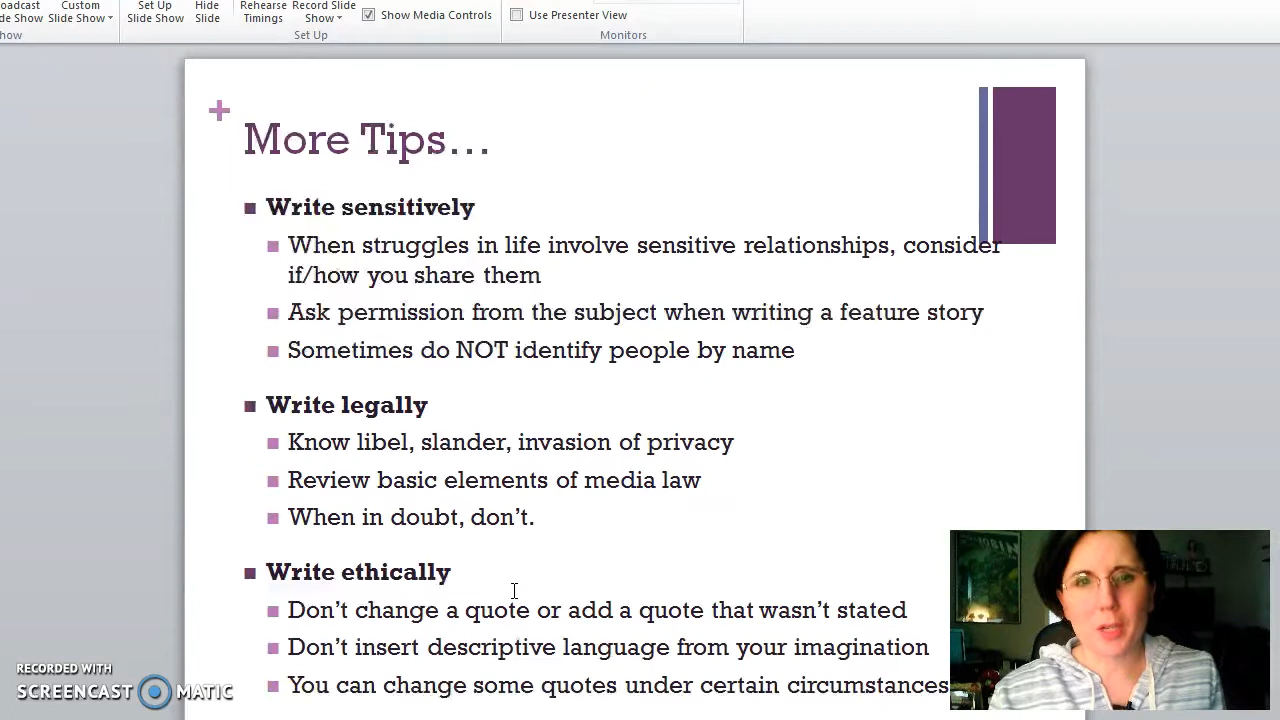 oadcast Custom Set Up Hide Rehearse Record Slide Show Media Controls Use Presenter View
de Show Slide Show Slide Show Slide Timings Show
how Set Up Monitors
+
More Tips…
Write sensitively
When struggles in life involve sensitive relationships, consider
if/how you share them
Ask permission from the subject when writing a feature story
Sometimes do NOT identify people by name
Write legally
Know libel, slander, invasion of privacy
Review basic elements of media law
When in doubt, don't.
Write ethically
Don't change a quote or add a quote that wasn't stated
Don't insert descriptive language from your imagination
You can change some quotes under certain circumstances
RECORDED WITH
SCREENCAST MATIC